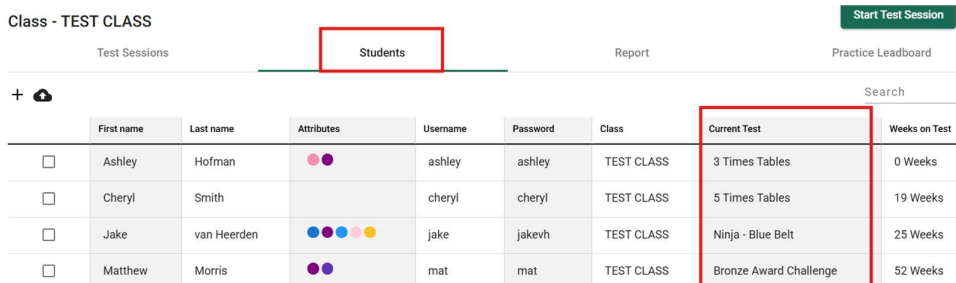 Class - TEST CLASS
Start Test Session
Test Sessions Students Report Practice Leadboard
Search
First name Last name Attributes Username Password Class Current Test Weeks on Test
Ashley Hofman ashley ashley TEST CLASS 3 Times Tables 0 Weeks
Cheryl Smith cheryl cheryl TEST CLASS 5 Times Tables 19 Weeks
Jake van Heerden jake jakevh TEST CLASS Ninja - Blue Belt 25 Weeks
Matthew Morris mat mat TEST CLASS Bronze Award Challenge 52 Weeks